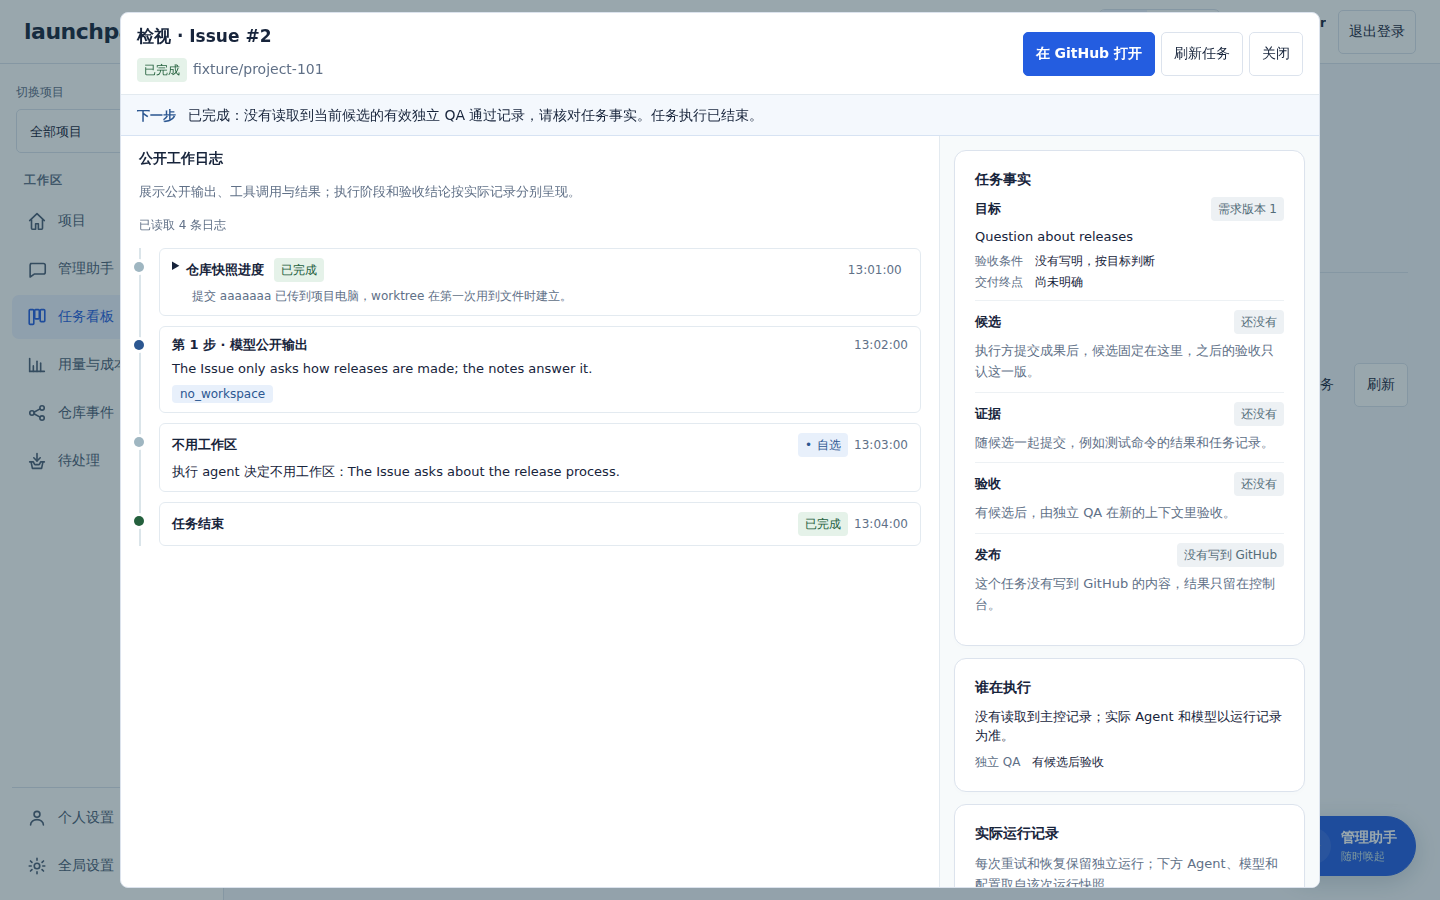 launchp
r
退出登录
切换项目
全部项目
工作区
项目
管理助手
任务看板
用量与成本
仓库事件
待处理
个人设置
全局设置
务
刷新
管理助手
随时唤起
检视 · Issue #2
已完成 fixture/project-101
在 GitHub 打开
刷新任务
关闭
下一步 已完成：没有读取到当前候选的有效独立 QA 通过记录，请核对任务事实。任务执行已结束。
公开工作日志
展示公开输出、工具调用与结果；执行阶段和验收结论按实际记录分别呈现。
已读取 4 条日志
▶ 仓库快照进度 已完成 13:01:00
提交 aaaaaaa 已传到项目电脑，worktree 在第一次用到文件时建立。
第 1 步 · 模型公开输出 13:02:00
The Issue only asks how releases are made; the notes answer it.
no_workspace
不用工作区 • 自选 13:03:00
执行 agent 决定不用工作区：The Issue asks about the release process.
任务结束 已完成 13:04:00
任务事实
目标 需求版本 1
Question about releases
验收条件 没有写明，按目标判断
交付终点 尚未明确
候选 还没有
执行方提交成果后，候选固定在这里，之后的验收只
认这一版。
证据 还没有
随候选一起提交，例如测试命令的结果和任务记录。
验收 还没有
有候选后，由独立 QA 在新的上下文里验收。
发布 没有写到 GitHub
这个任务没有写到 GitHub 的内容，结果只留在控制
台。
谁在执行
没有读取到主控记录；实际 Agent 和模型以运行记录
为准。
独立 QA 有候选后验收
实际运行记录
每次重试和恢复保留独立运行；下方 Agent、模型和
配置取自该次运行快照